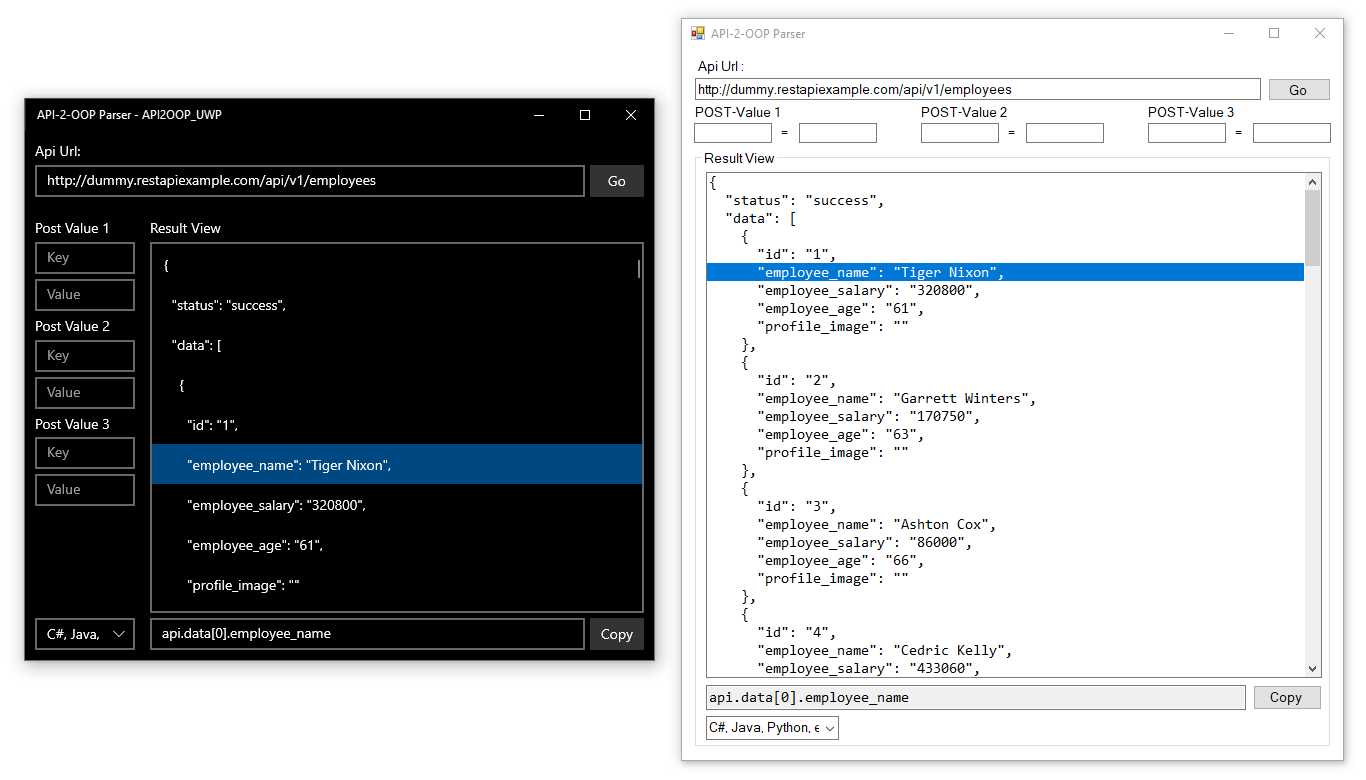 API-2-OOP Parser - API2OOP_UWP
Api Url:
http://dummy.restapiexample.com/api/v1/employees
Go
Post Value 1
Key
Value
Post Value 2
Key
Value
Post Value 3
Key
Value
Result View
{
"status": "success",
"data": [
{
"id": "1",
"employee_name": "Tiger Nixon",
"employee_salary": "320800",
"employee_age": "61",
"profile_image": ""
C#, Java,
api.data[0].employee_name
Copy
API-2-OOP Parser
Api Url :
http://dummy.restapiexample.com/api/v1/employees
Go
POST-Value 1
=
POST-Value 2
=
POST-Value 3
=
Result View
{
"status": "success",
"data": [
{
"id": "1",
"employee_name": "Tiger Nixon",
"employee_salary": "320800",
"employee_age": "61",
"profile_image": ""
},
{
"id": "2",
"employee_name": "Garrett Winters",
"employee_salary": "170750",
"employee_age": "63",
"profile_image": ""
},
{
"id": "3",
"employee_name": "Ashton Cox",
"employee_salary": "86000",
"employee_age": "66",
"profile_image": ""
},
{
"id": "4",
"employee_name": "Cedric Kelly",
"employee_salary": "433060",
api.data[0].employee_name
Copy
C#, Java, Python, e